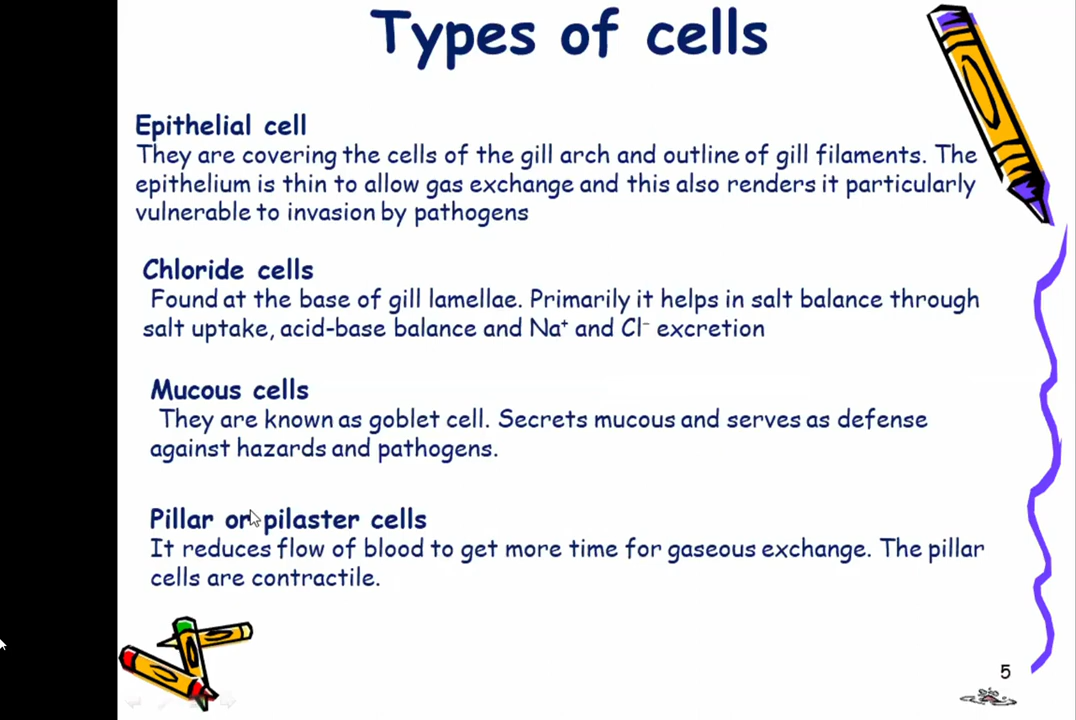 Types of cells
Epithelial cell
They are covering the cells of the gill arch and outline of gill filaments. The
epithelium is thin to allow gas exchange and this also renders it particularly
vulnerable to invasion by pathogens
Chloride cells
Found at the base of gill lamellae. Primarily it helps in salt balance through
salt uptake, acid-base balance and Na⁺ and Cl⁻ excretion
Mucous cells
They are known as goblet cell. Secrets mucous and serves as defense
against hazards and pathogens.
Pillar or pilaster cells
It reduces flow of blood to get more time for gaseous exchange. The pillar
cells are contractile.
5